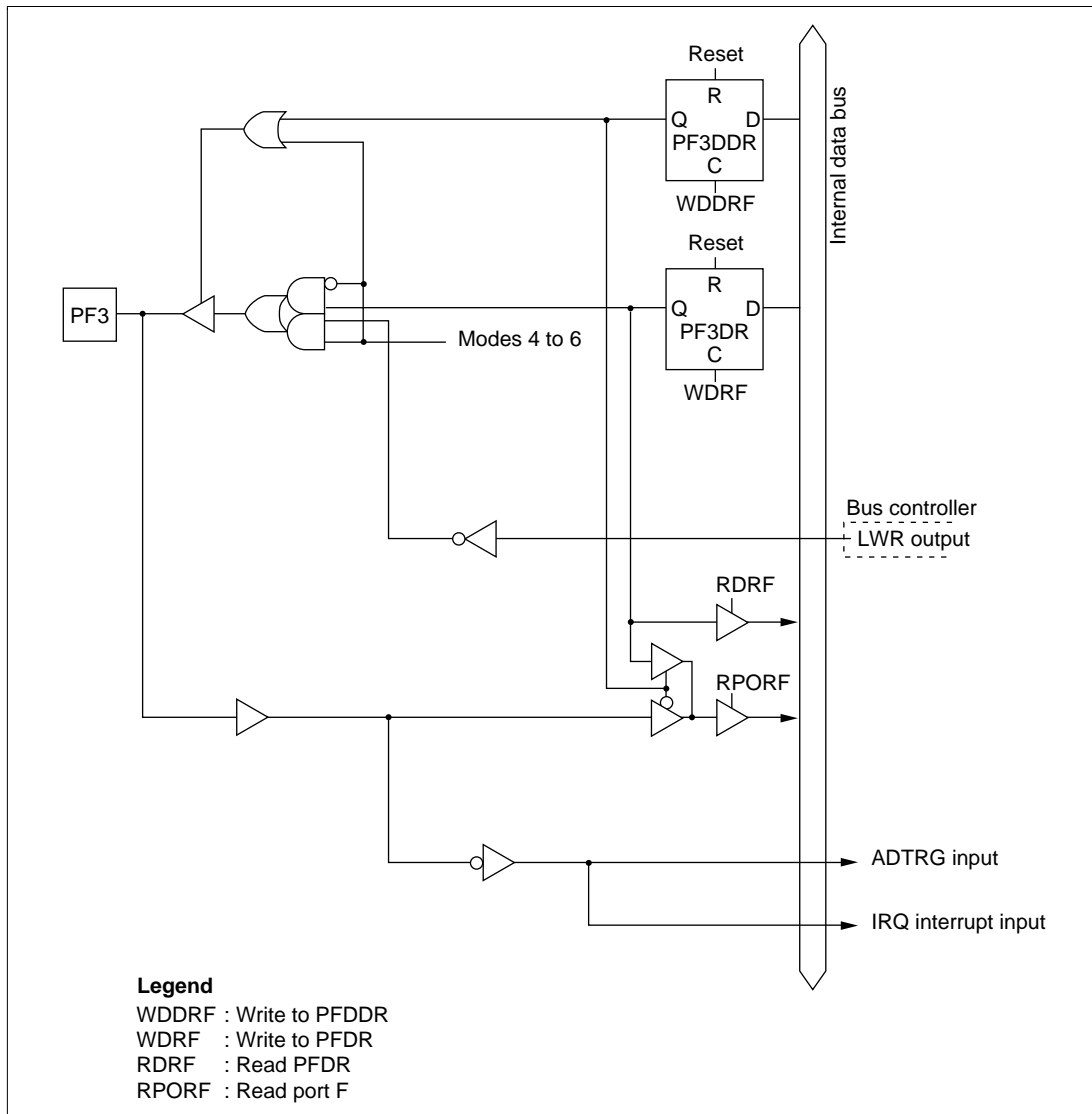 Reset
R
Q D
PF3DDR
C
WDDRF
Internal data bus
Reset
R
Q D
PF3DR
C
WDRF
PF3
Modes 4 to 6
Bus controller
LWR output
RDRF
RPORF
ADTRG input
IRQ interrupt input
Legend
WDDRF : Write to PFDDR
WDRF : Write to PFDR
RDRF : Read PFDR
RPORF : Read port F